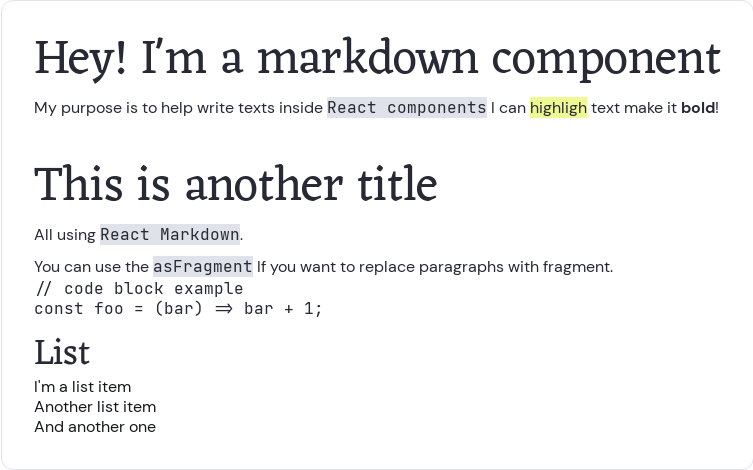 Hey! I'm a markdown component
My purpose is to help write texts inside React components I can highligh text make it bold!
This is another title
All using React Markdown.
You can use the asFragment If you want to replace paragraphs with fragment.
// code block example
const foo = (bar) => bar + 1;
List
I'm a list item
Another list item
And another one